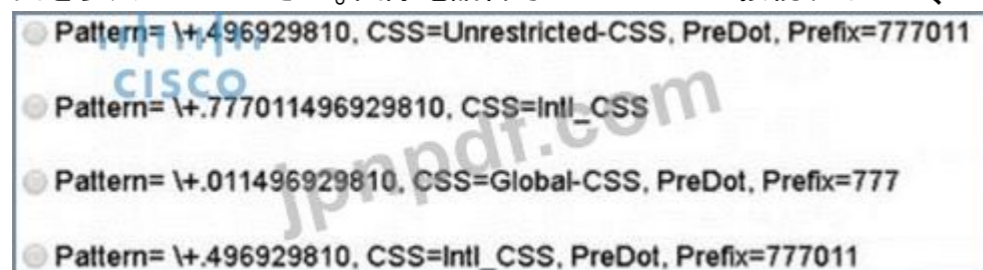 Pattern= \+.496929810, CSS=Unrestricted-CSS, PreDot, Prefix=777011
CISCO
Pattern= \+.777011496929810, CSS=Intl_CSS
jpnpdf.com
Pattern= \+.011496929810, CSS=Global-CSS, PreDot, Prefix=777
Pattern= \+.496929810, CSS=Intl_CSS, PreDot, Prefix=777011